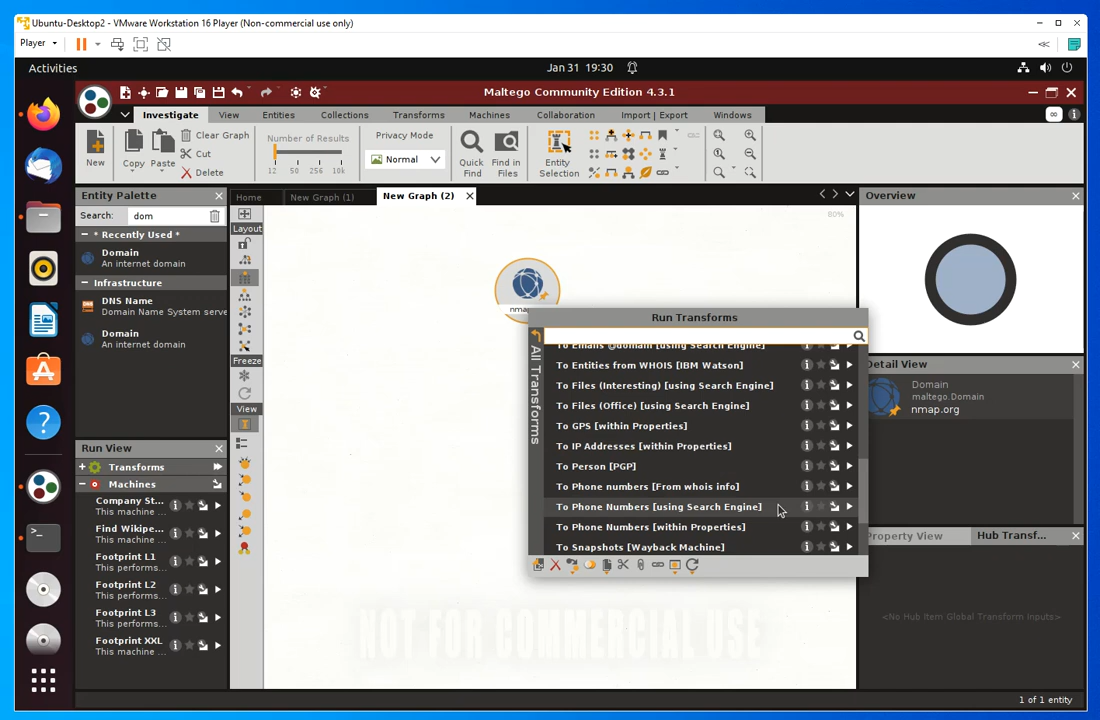 Ubuntu-Desktop2 - VMware Workstation 16 Player (Non-commercial use only)
Player
Activities
Jan 31 19:30
Maltego Community Edition 4.3.1
Investigate View Entities Collections Transforms Machines Collaboration Import | Export Windows
New
Copy
Paste
Clear Graph
Cut
Delete
Number of Results
12 50 256 10k
Privacy Mode
Normal
Quick Find
Find in Files
Entity Selection
Entity Palette
Search: dom
* Recently Used *
Domain
An internet domain
Infrastructure
DNS Name
Domain Name System serve
Domain
An internet domain
Run View
Transforms
Machines
Company St...
This machine ...
Find Wikipe...
This machine ...
Footprint L1
This performs...
Footprint L2
This performs...
Footprint L3
This performs...
Footprint XXL
This machine ...
Home New Graph (1) New Graph (2)
Layout
Freeze
View
80%
nmap
Run Transforms
All Transforms
To Emails @domain [using Search Engine]
To Entities from WHOIS [IBM Watson]
To Files (Interesting) [using Search Engine]
To Files (Office) [using Search Engine]
To GPS [within Properties]
To IP Addresses [within Properties]
To Person [PGP]
To Phone numbers [From whois info]
To Phone Numbers [using Search Engine]
To Phone Numbers [within Properties]
To Snapshots [Wayback Machine]
NOT FOR COMMERCIAL USE
Overview
Detail View
Domain
maltego.Domain
nmap.org
Property View Hub Transf...
<No Hub Item Global Transform Inputs>
1 of 1 entity